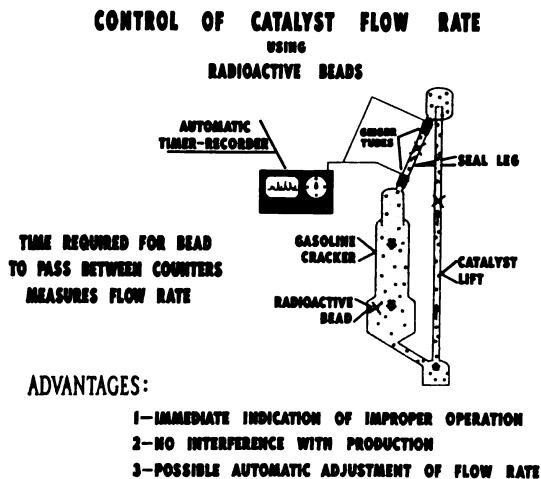 CONTROL OF CATALYST FLOW RATE
USING
RADIOACTIVE BEADS
AUTOMATIC
TIMER-RECORDER
GEIGER
TUBES
SEAL LEG
TIME REQUIRED FOR BEAD
TO PASS BETWEEN COUNTERS
MEASURES FLOW RATE
GASOLINE
CRACKER
CATALYST
LIFT
RADIOACTIVE
BEAD
ADVANTAGES:
1-IMMEDIATE INDICATION OF IMPROPER OPERATION
2-NO INTERFERENCE WITH PRODUCTION
3-POSSIBLE AUTOMATIC ADJUSTMENT OF FLOW RATE